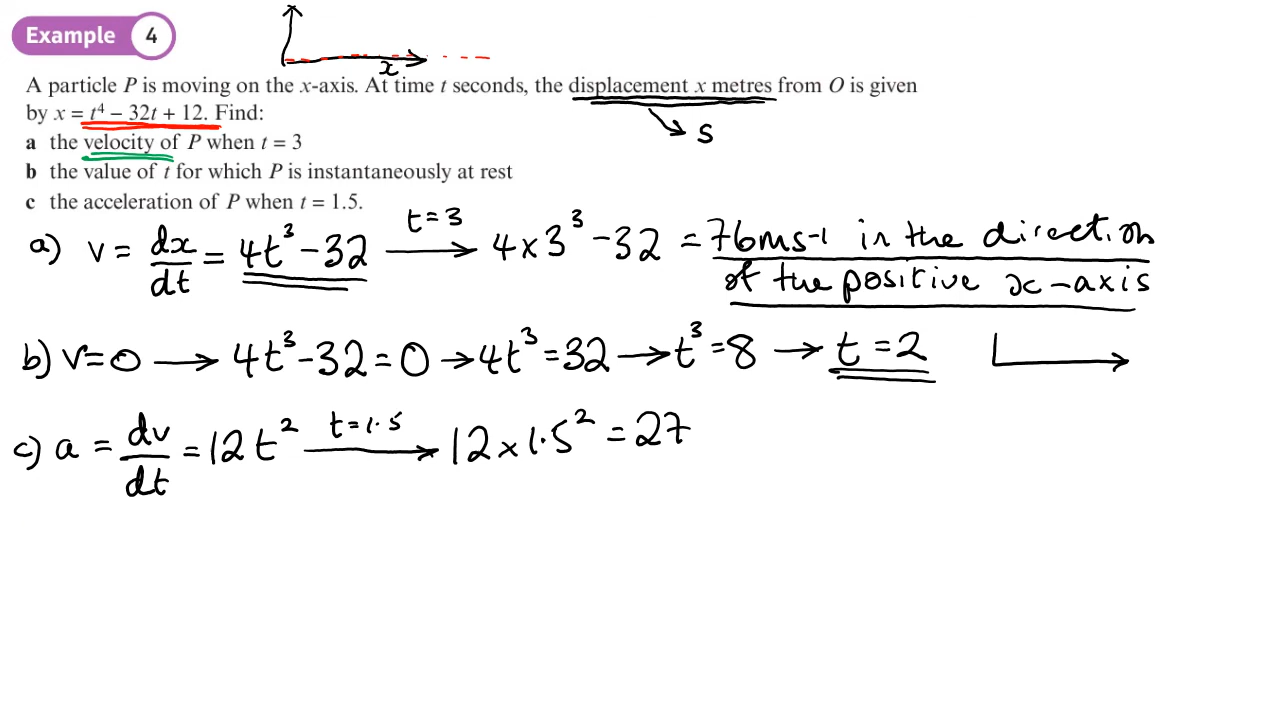 Example 4
x
A particle P is moving on the x-axis. At time t seconds, the displacement x metres from O is given
by x = t⁴ – 32t + 12. Find:
s
a the velocity of P when t = 3
b the value of t for which P is instantaneously at rest
c the acceleration of P when t = 1.5.
a) v = dx/dt = 4t³ – 32 t=3 → 4×3³ – 32 = 76ms⁻¹ in the direction
of the positive x-axis
b) v=0 → 4t³–32=0 → 4t³=32 → t³=8 → t=2
c) a = dv/dt = 12t² t=1.5 → 12×1.5² = 27